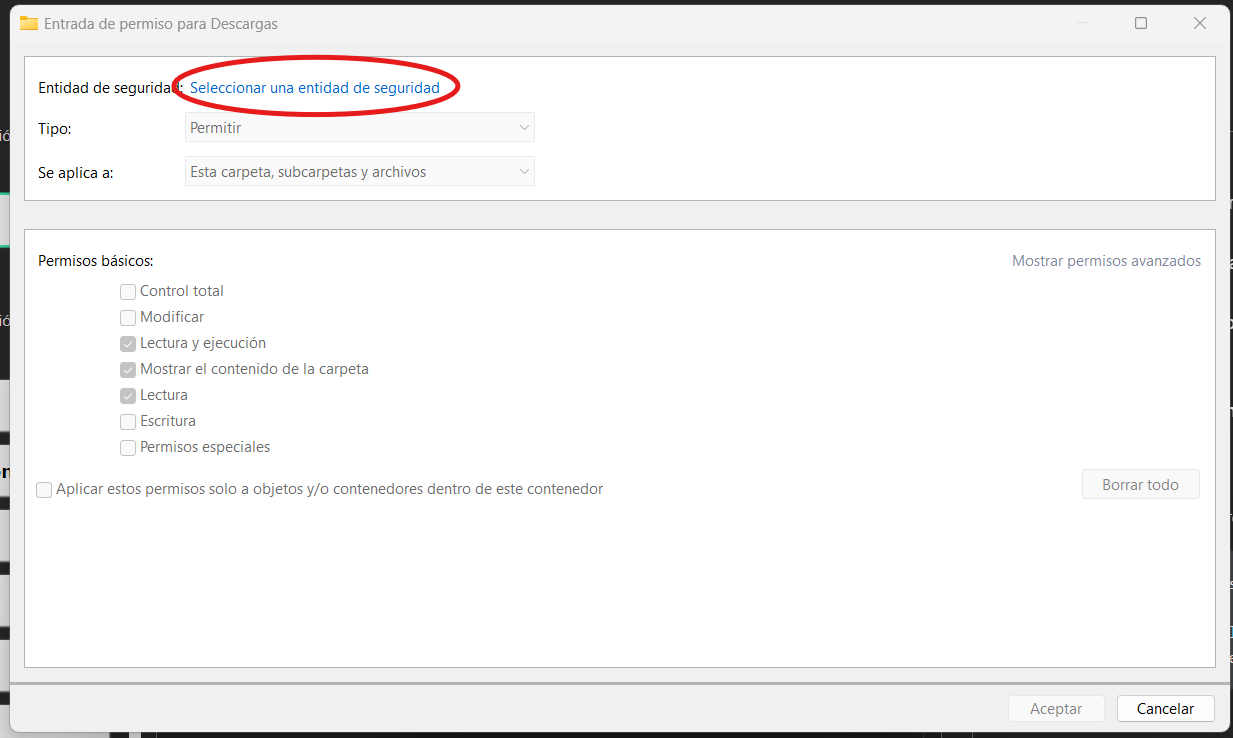 Entrada de permiso para Descargas
Entidad de seguridad: Seleccionar una entidad de seguridad
Tipo: Permitir
Se aplica a: Esta carpeta, subcarpetas y archivos
Permisos básicos: Mostrar permisos avanzados
Control total
Modificar
Lectura y ejecución
Mostrar el contenido de la carpeta
Lectura
Escritura
Permisos especiales
Aplicar estos permisos solo a objetos y/o contenedores dentro de este contenedor Borrar todo
Aceptar Cancelar